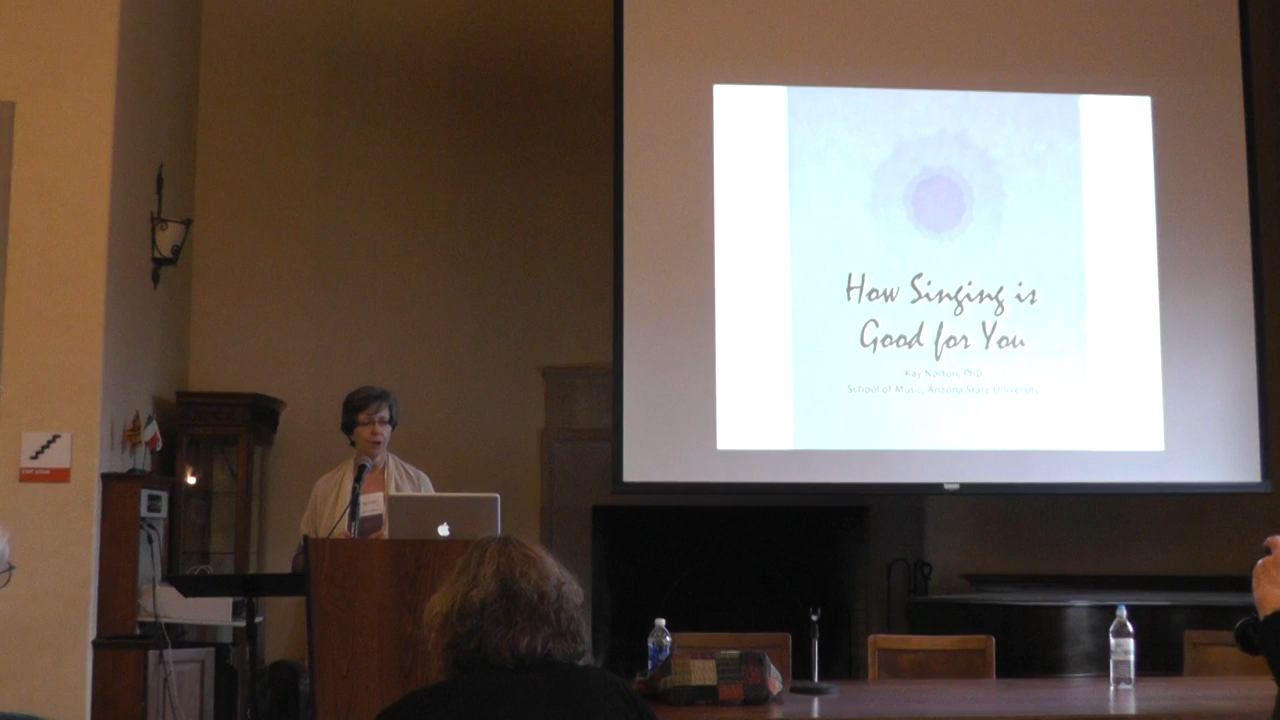 How Singing is
Good for You
Kay Norton, PhD
School of Music, Arizona State University